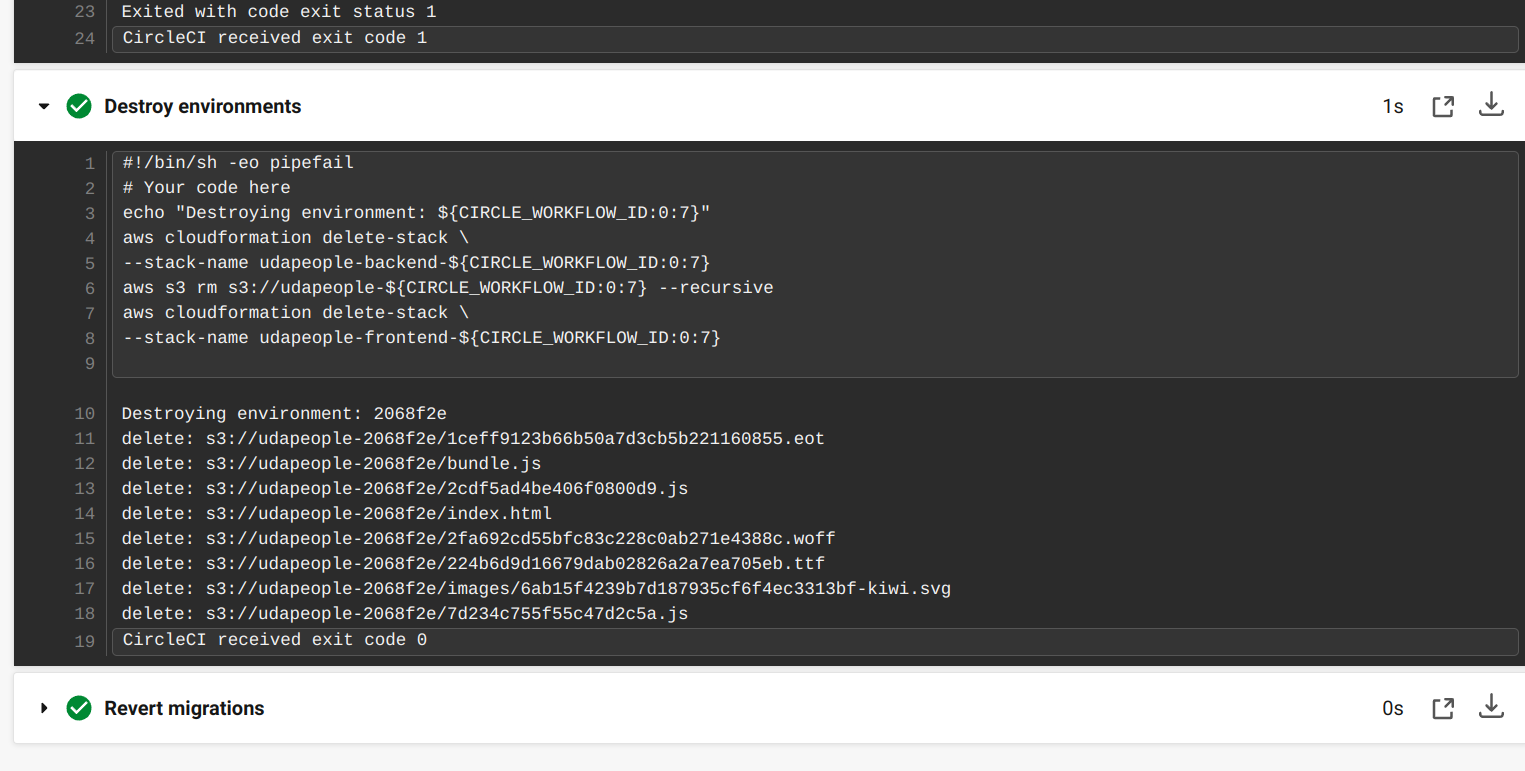 23 Exited with code exit status 1
24 CircleCI received exit code 1
Destroy environments 1s
1 #!/bin/sh -eo pipefail
2 # Your code here
3 echo "Destroying environment: ${CIRCLE_WORKFLOW_ID:0:7}"
4 aws cloudformation delete-stack \
5 --stack-name udapeople-backend-${CIRCLE_WORKFLOW_ID:0:7}
6 aws s3 rm s3://udapeople-${CIRCLE_WORKFLOW_ID:0:7} --recursive
7 aws cloudformation delete-stack \
8 --stack-name udapeople-frontend-${CIRCLE_WORKFLOW_ID:0:7}
9
10 Destroying environment: 2068f2e
11 delete: s3://udapeople-2068f2e/1ceff9123b66b50a7d3cb5b221160855.eot
12 delete: s3://udapeople-2068f2e/bundle.js
13 delete: s3://udapeople-2068f2e/2cdf5ad4be406f0800d9.js
14 delete: s3://udapeople-2068f2e/index.html
15 delete: s3://udapeople-2068f2e/2fa692cd55bfc83c228c0ab271e4388c.woff
16 delete: s3://udapeople-2068f2e/224b6d9d16679dab02826a2a7ea705eb.ttf
17 delete: s3://udapeople-2068f2e/images/6ab15f4239b7d187935cf6f4ec3313bf-kiwi.svg
18 delete: s3://udapeople-2068f2e/7d234c755f55c47d2c5a.js
19 CircleCI received exit code 0
Revert migrations 0s